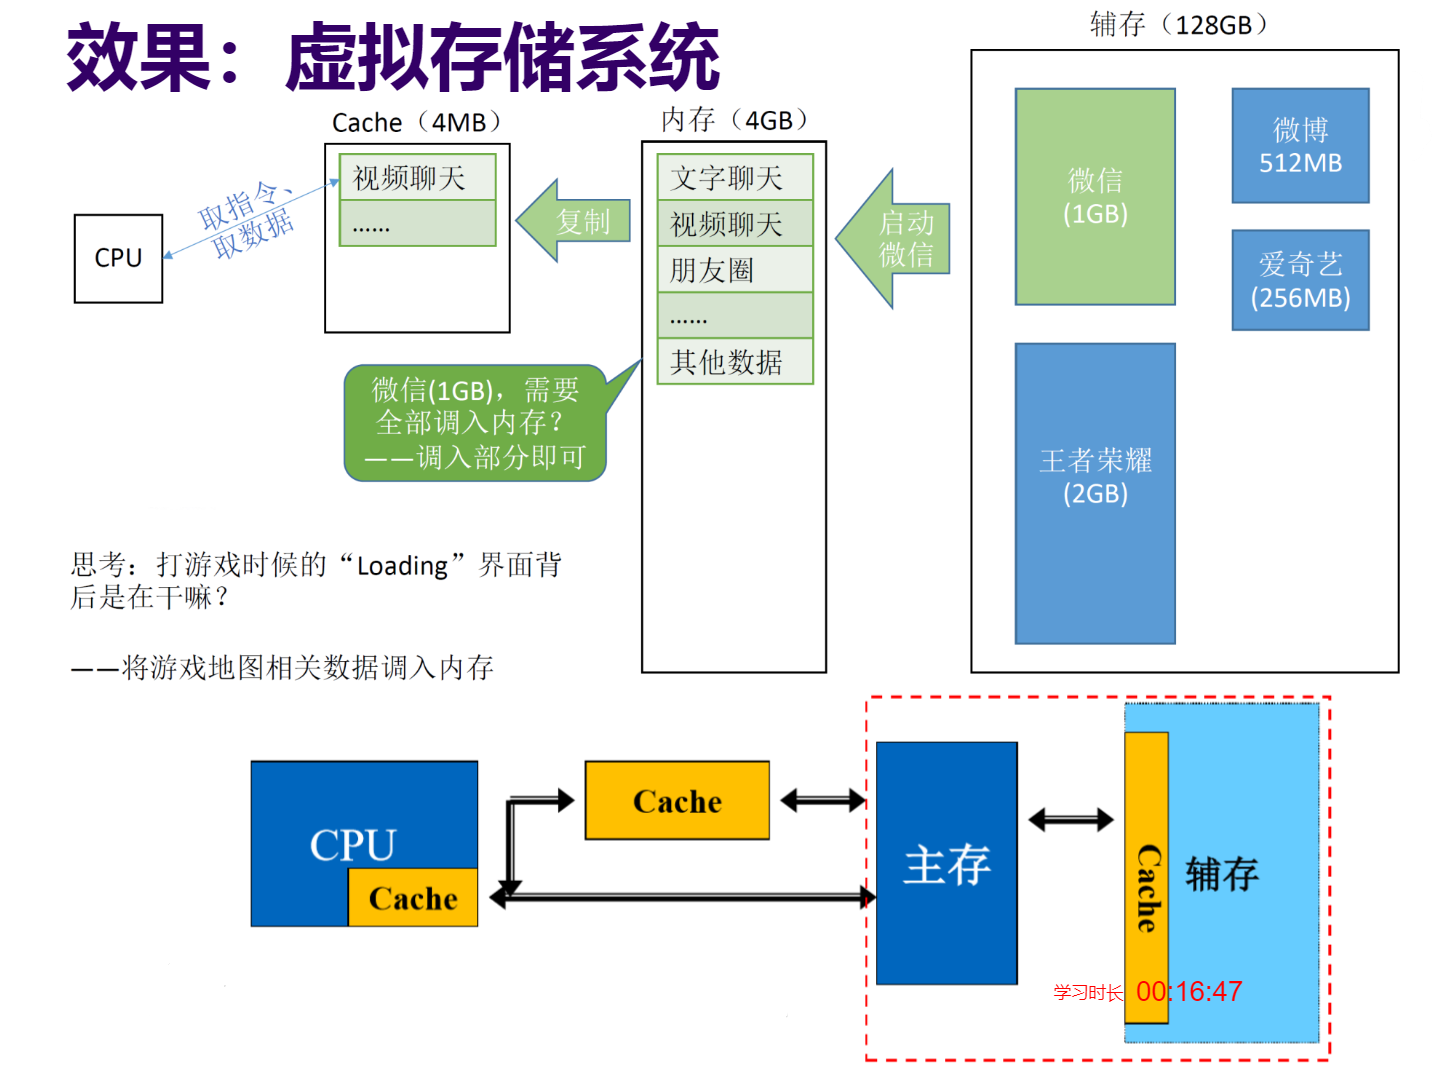 效果：虚拟存储系统
辅存（128GB）
Cache（4MB）
内存（4GB）
视频聊天
......
取指令、
取数据
CPU
复制
文字聊天
视频聊天
朋友圈
......
其他数据
启动
微信
微信
(1GB)
微博
512MB
爱奇艺
(256MB)
王者荣耀
(2GB)
微信(1GB)，需要
全部调入内存？
——调入部分即可
思考：打游戏时候的“Loading”界面背
后是在干嘛？
——将游戏地图相关数据调入内存
CPU
Cache
Cache
主存
Cache
辅存
学习时长 00:16:47